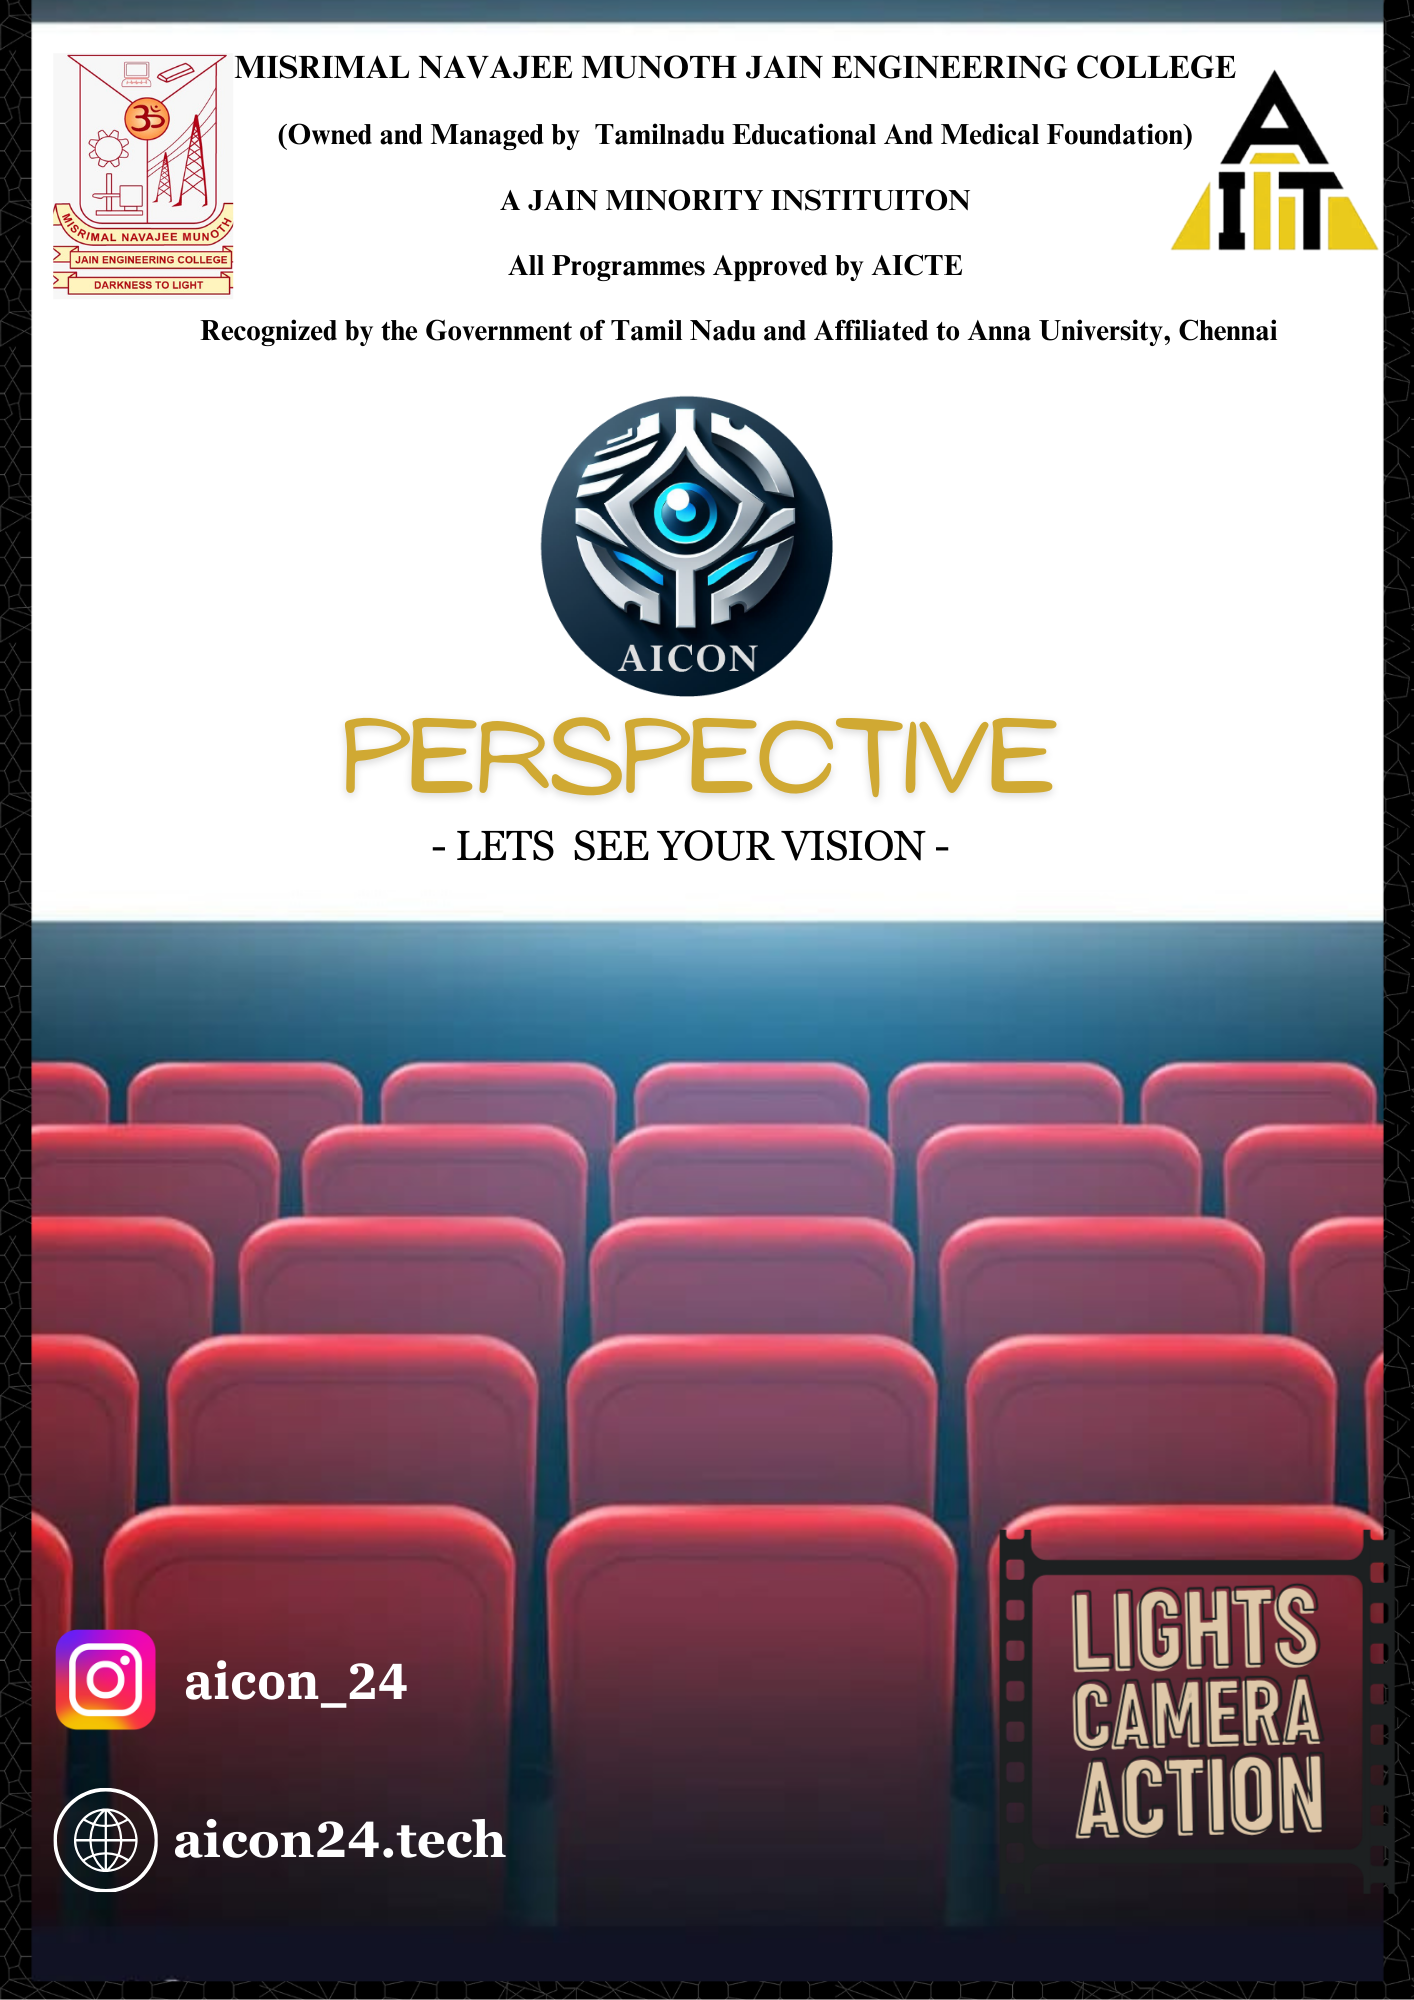 MISRIMAL NAVAJEE MUNOTH JAIN ENGINEERING COLLEGE
(Owned and Managed by  Tamilnadu Educational And Medical Foundation)
A JAIN MINORITY INSTITUITON
All Programmes Approved by AICTE
Recognized by the Government of Tamil Nadu and Affiliated to Anna University, Chennai
ॐ
MISRIMAL NAVAJEE MUNOTH
JAIN ENGINEERING COLLEGE
DARKNESS TO LIGHT
A
IIT
AICON
PERSPECTIVE
- LETS  SEE YOUR VISION -
LIGHTS
CAMERA
ACTION
aicon_24
aicon24.tech